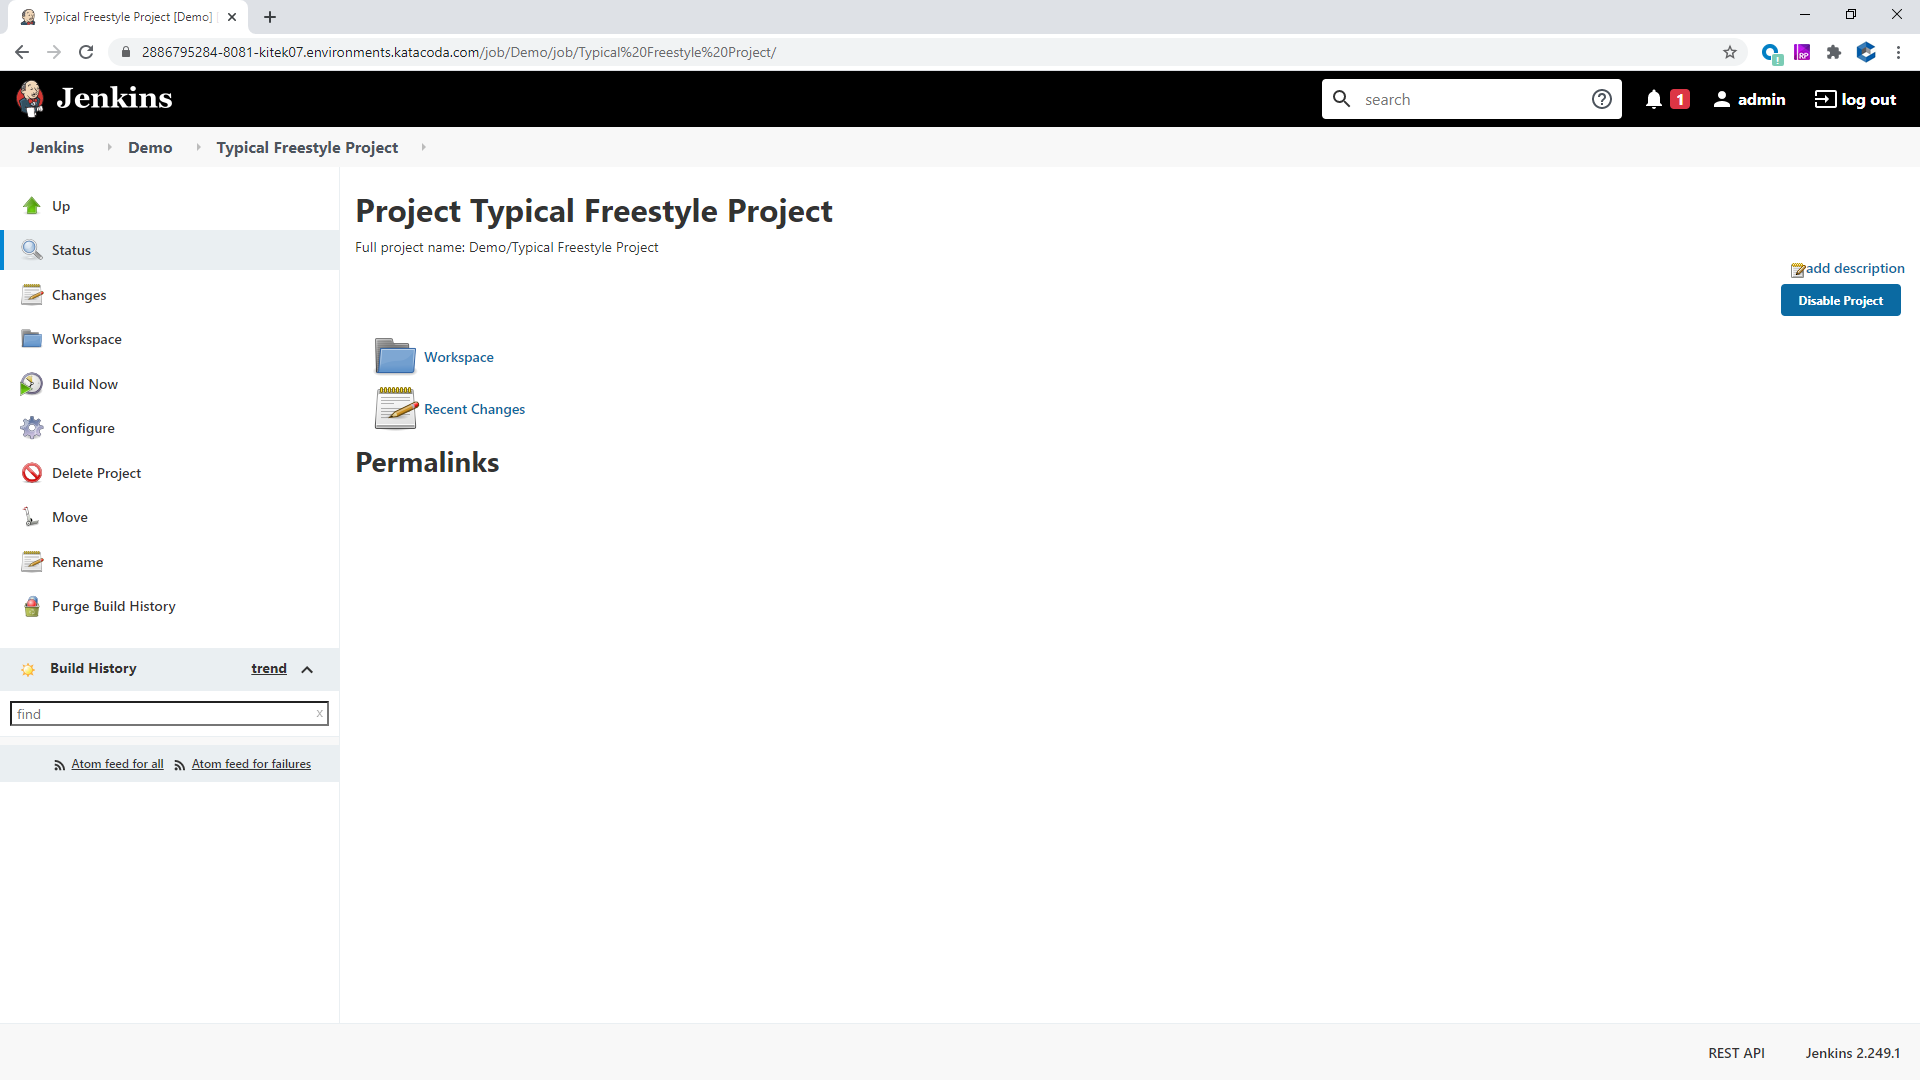 Typical Freestyle Project [Demo]
2886795284-8081-kitek07.environments.katacoda.com/job/Demo/job/Typical%20Freestyle%20Project/
Jenkins
search
1
admin
log out
Jenkins
Demo
Typical Freestyle Project
Up
Status
Changes
Workspace
Build Now
Configure
Delete Project
Move
Rename
Purge Build History
Build History
trend
find
x
Atom feed for all
Atom feed for failures
Project Typical Freestyle Project
Full project name: Demo/Typical Freestyle Project
add description
Disable Project
Workspace
Recent Changes
Permalinks
REST API
Jenkins 2.249.1